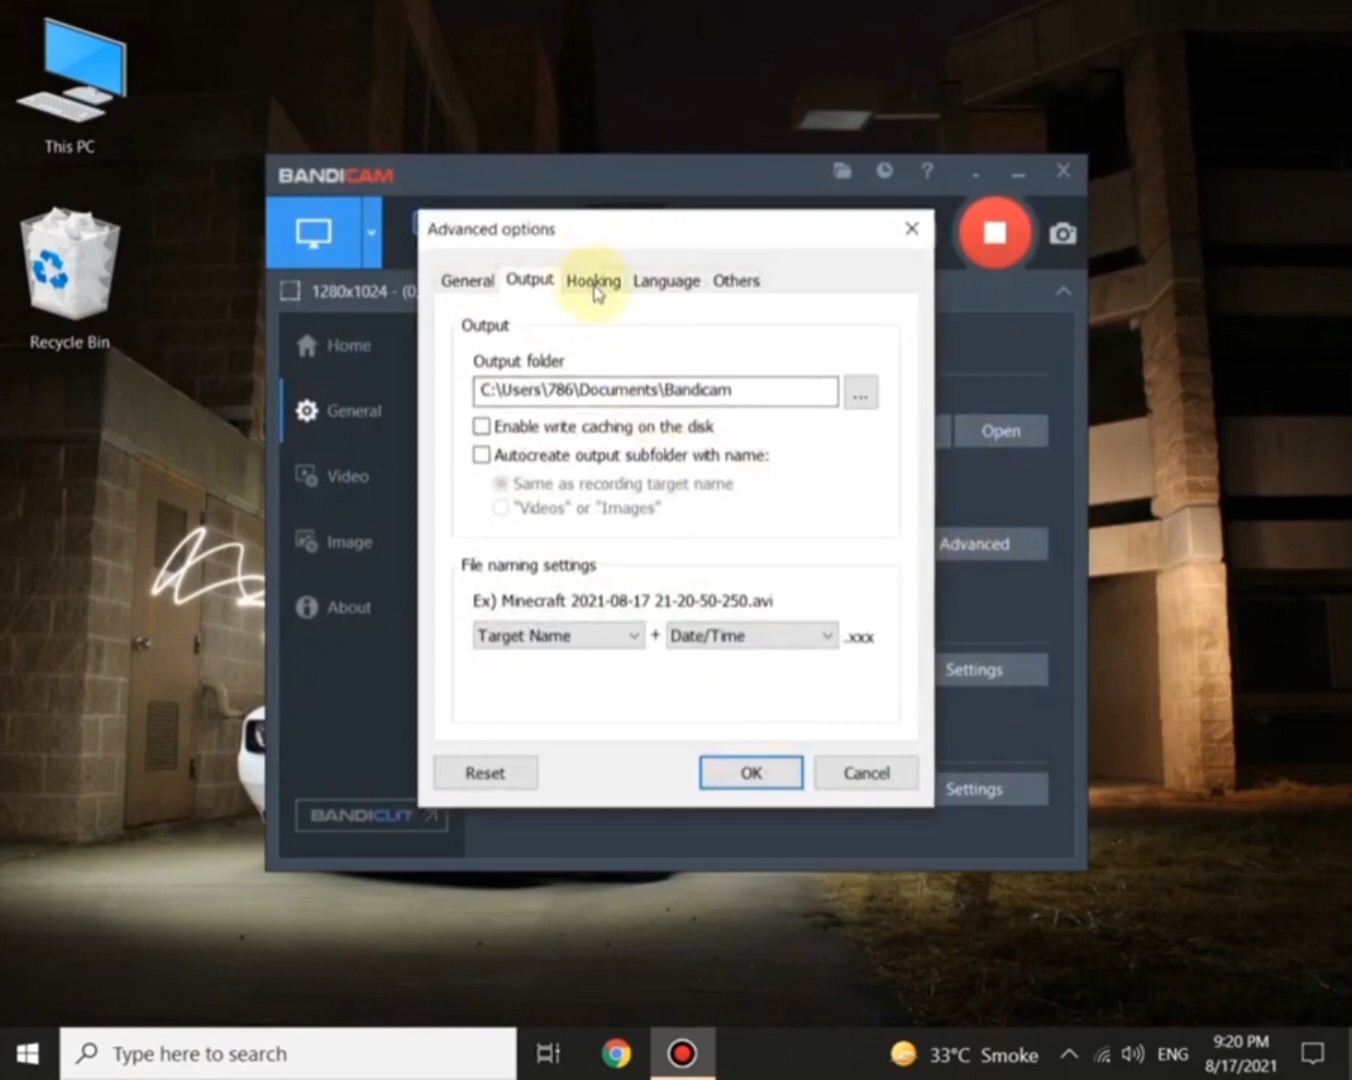 This PC
Recycle Bin
BANDICAM
1280x1024 - (0
Home
General
Video
Image
About
Open
Advanced
Settings
Settings
Advanced options
General Output Hooking Language Others
Output
Output folder
C:\Users\786\Documents\Bandicam
...
Enable write caching on the disk
Autocreate output subfolder with name:
Same as recording target name
"Videos" or "Images"
File naming settings
Ex) Minecraft 2021-08-17 21-20-50-250.avi
Target Name + Date/Time .xxx
Reset OK Cancel
BANDICUT
Type here to search
33°C Smoke
ENG
9:20 PM
8/17/2021